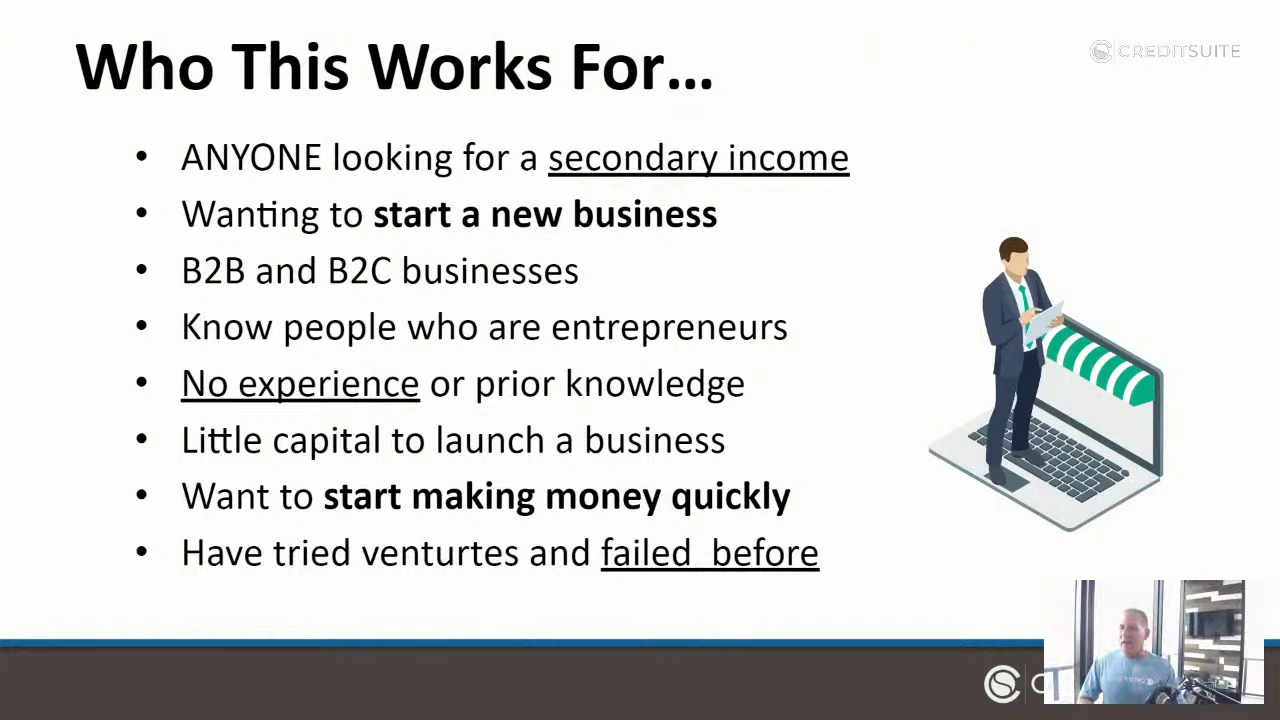 Who This Works For...
CREDITSUITE
• ANYONE looking for a secondary income
• Wanting to start a new business
• B2B and B2C businesses
• Know people who are entrepreneurs
• No experience or prior knowledge
• Little capital to launch a business
• Want to start making money quickly
• Have tried venturtes and failed before